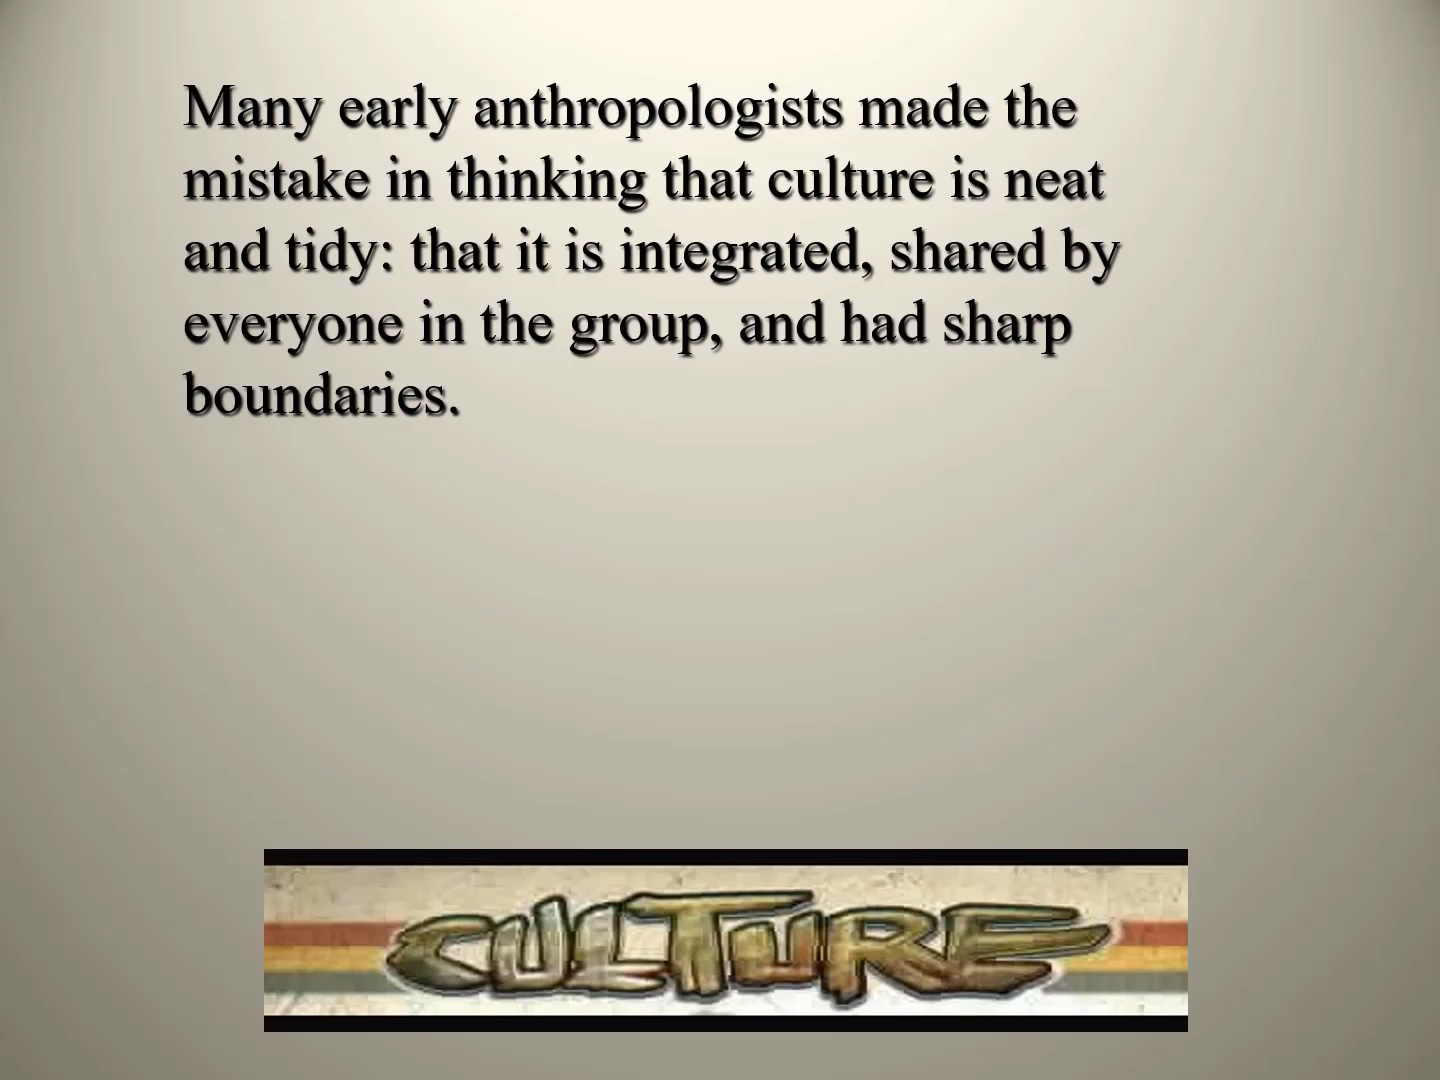 Many early anthropologists made the
mistake in thinking that culture is neat
and tidy: that it is integrated, shared by
everyone in the group, and had sharp
boundaries.
CULTURE